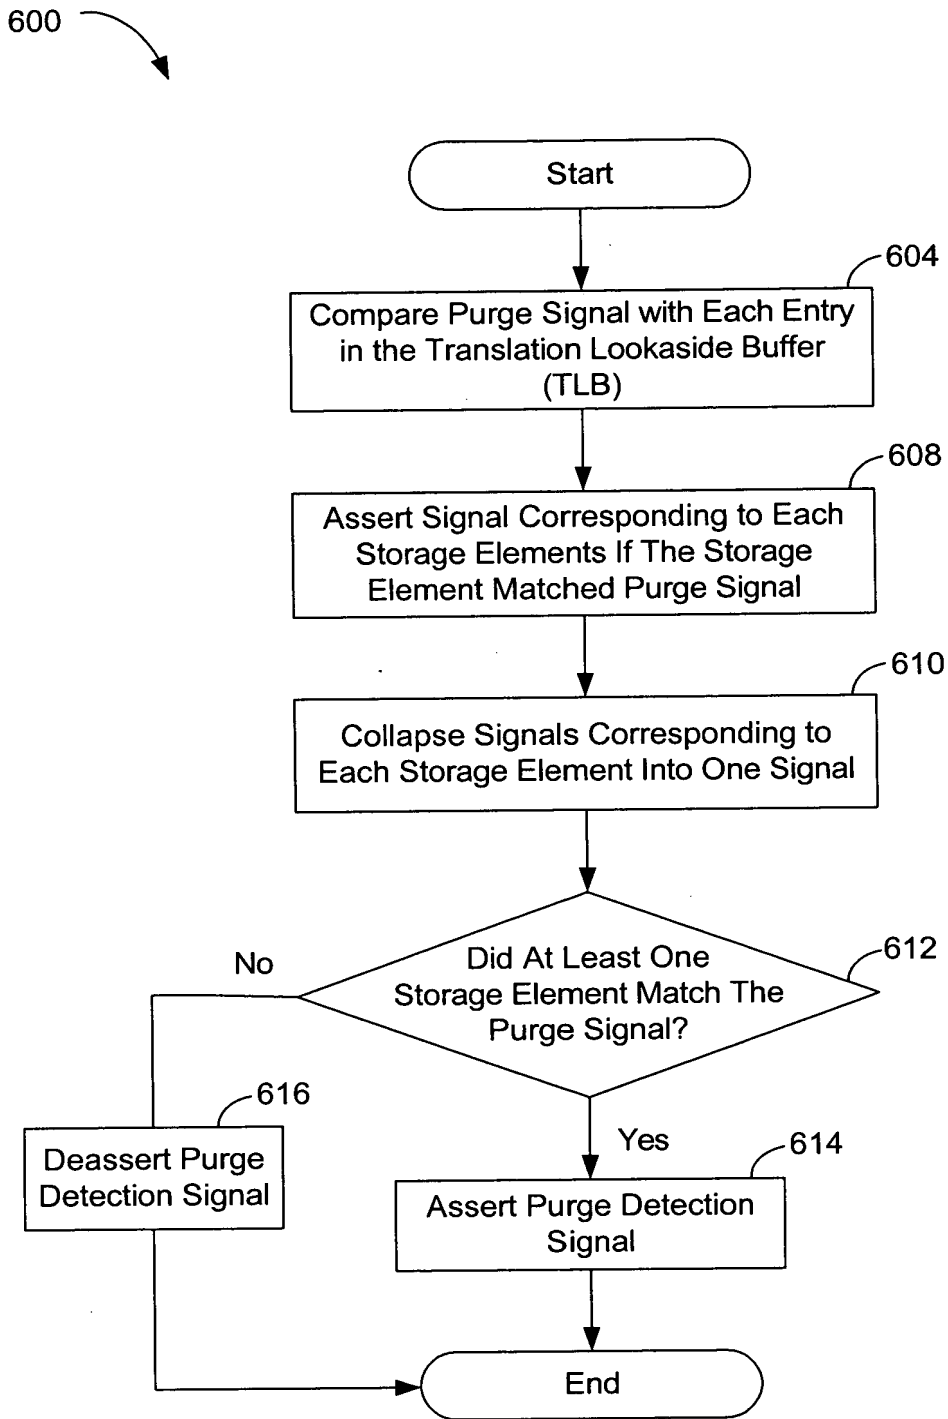 600
Start
604
Compare Purge Signal with Each Entry
in the Translation Lookaside Buffer
(TLB)
608
Assert Signal Corresponding to Each
Storage Elements If The Storage
Element Matched Purge Signal
610
Collapse Signals Corresponding to
Each Storage Element Into One Signal
612
Did At Least One
Storage Element Match The
Purge Signal?
No
Yes
616
Deassert Purge
Detection Signal
614
Assert Purge Detection
Signal
End